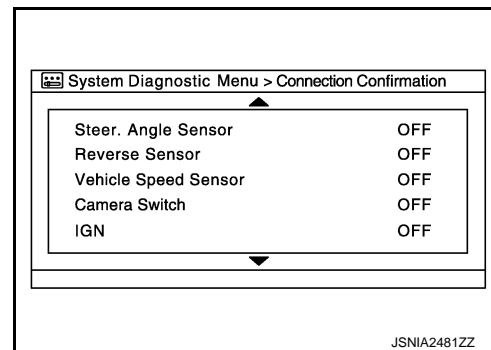 System Diagnostic Menu > Connection Confirmation
Steer. Angle Sensor OFF
Reverse Sensor OFF
Vehicle Speed Sensor OFF
Camera Switch OFF
IGN OFF
JSNIA2481ZZ